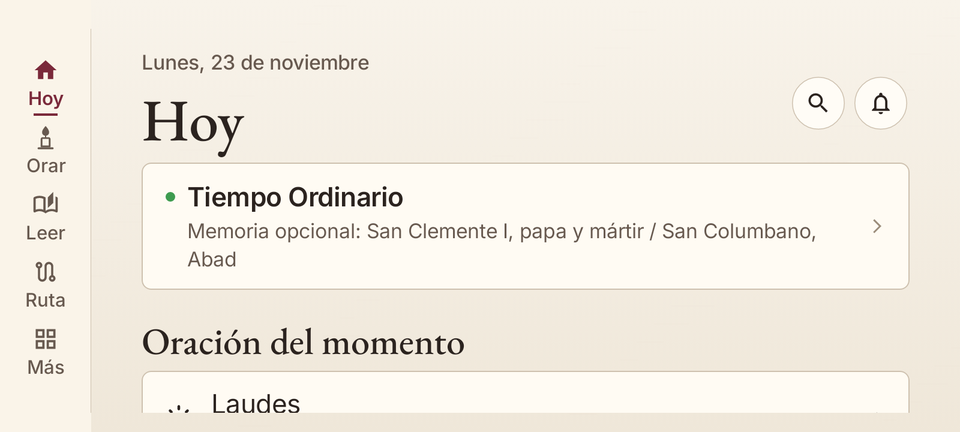 Lunes, 23 de noviembre
Hoy
Tiempo Ordinario
Memoria opcional: San Clemente I, papa y mártir / San Columbano,
Abad
Oración del momento
Laudes
Hoy
Orar
Leer
Ruta
Más